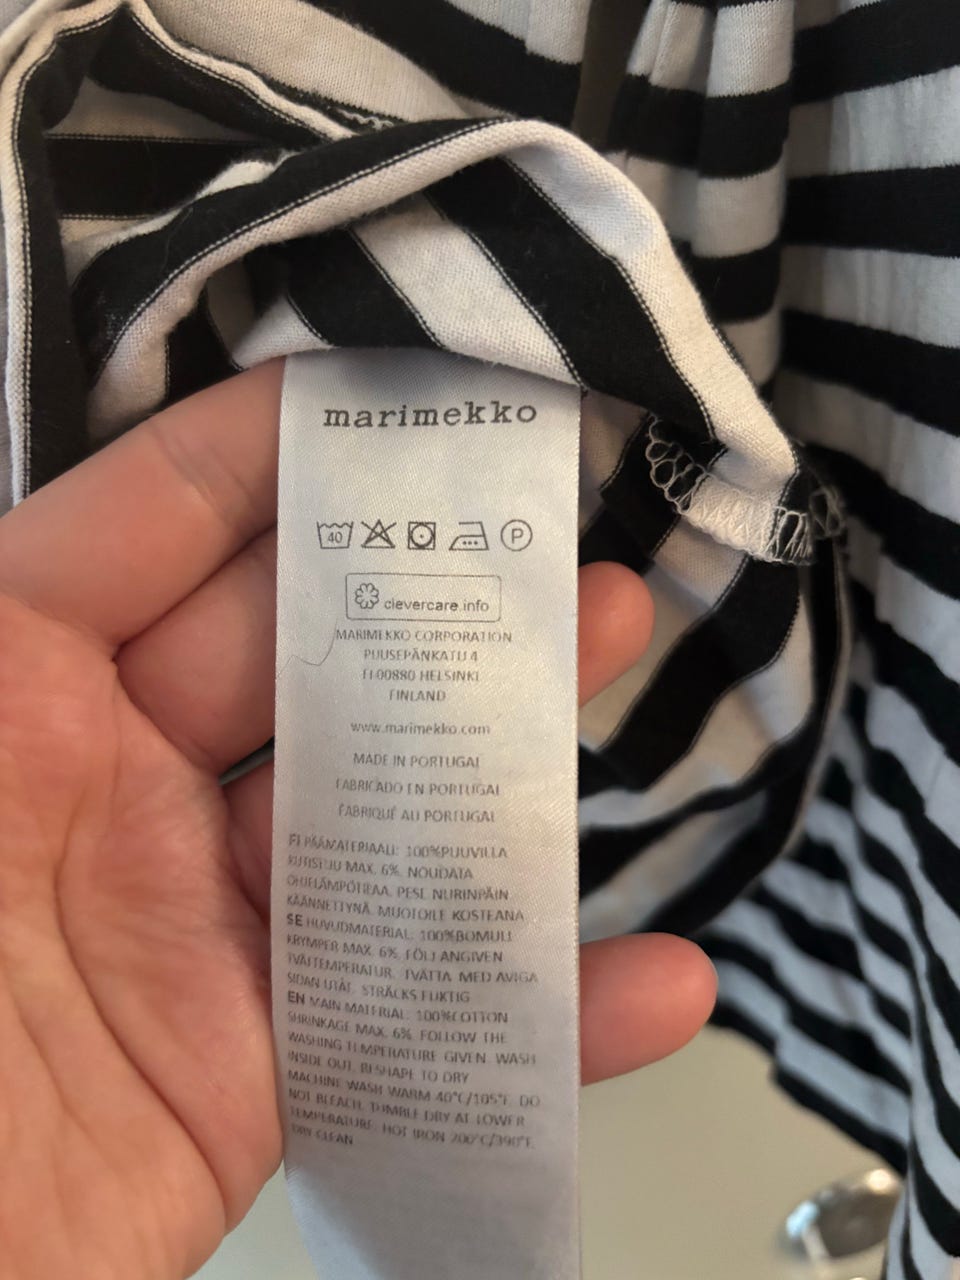 marimekko
40 P
clevercare.info
MARIMEKKO CORPORATION
PUUSEPÄNKATU 4
FI 00880 HELSINKI
FINLAND
www.marimekko.com
MADE IN PORTUGAL
FABRICADO EN PORTUGAL
FABRIQUÉ AU PORTUGAL
FI PÄÄMATERIAALI: 100%PUUVILLA
KUTISTUU MAX. 6%. NOUDATA
OHJELÄMPÖTILAA. PESE NURINPÄIN
KÄÄNNETTYNÄ. MUOTOILE KOSTEANA
SE HUVUDMATERIAL: 100%BOMULL
KRYMPER MAX. 6%. FÖLJ ANGIVEN
TVÄTTEMPERATUR. TVÄTTA MED AVIGA
SIDAN UTÅT. STRÄCKS FUKTIG
EN MAIN MATERIAL: 100%COTTON
SHRINKAGE MAX. 6%. FOLLOW THE
WASHING TEMPERATURE GIVEN. WASH
INSIDE OUT. RESHAPE TO DRY
MACHINE WASH WARM 40°C/105°F. DO
NOT BLEACH. TUMBLE DRY AT LOWER
TEMPERATURE. HOT IRON 200°C/390°F.
DRY CLEAN